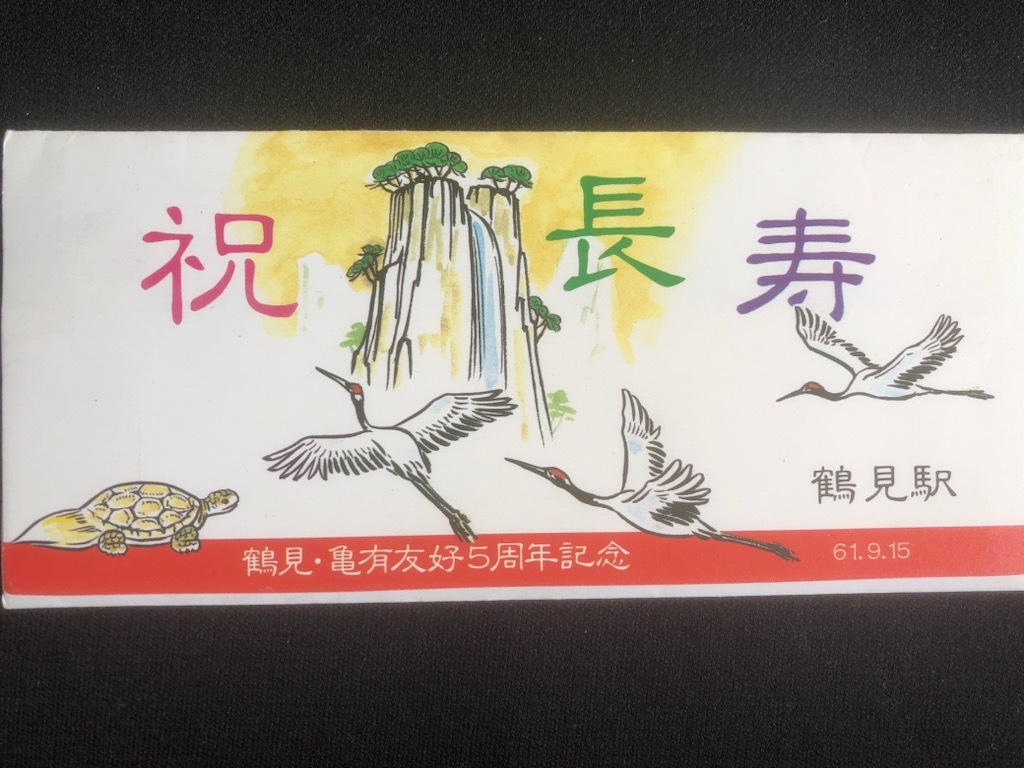 祝 長 寿
鶴見駅
鶴見・亀有友好5周年記念
61.9.15